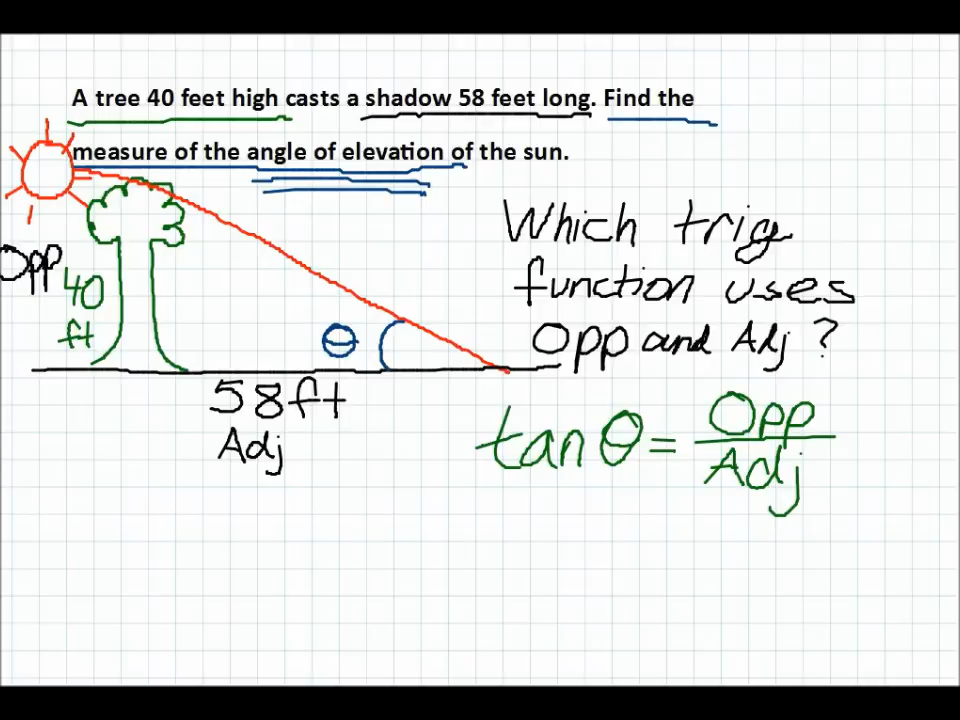 A tree 40 feet high casts a shadow 58 feet long. Find the
measure of the angle of elevation of the sun.
Opp
40
ft
θ
58ft
Adj
Which trig
function uses
Opp and Adj ?
tan θ = Opp
Adj